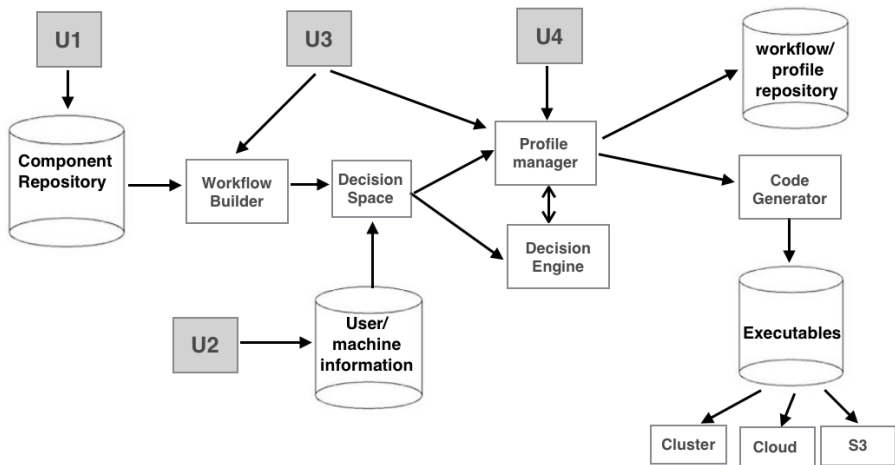 U1
U3
U4
workflow/
profile
repository
Component
Repository
Workflow
Builder
Decision
Space
Profile
manager
Code
Generator
Decision
Engine
U2
User/
machine
information
Executables
Cluster
Cloud
S3